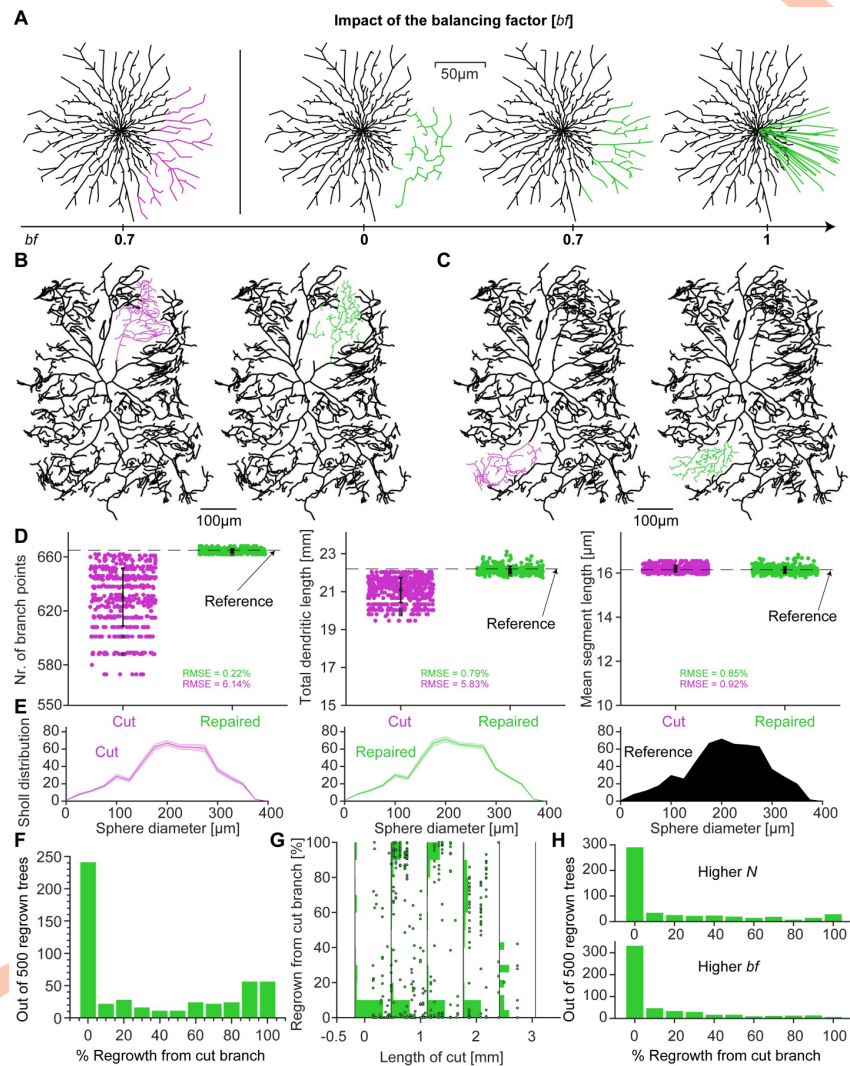 A
Impact of the balancing factor [bf]
50µm
bf
0.7
0
0.7
1
B
C
100µm
100µm
D
Nr. of branch points
660
620
580
550
Reference
RMSE = 0.22%
RMSE = 6.14%
Cut
Repaired
Total dendritic length [mm]
22
21
19
17
15
Reference
RMSE = 0.79%
RMSE = 5.83%
Cut
Repaired
Mean segment length [µm]
16
14
12
10
Reference
RMSE = 0.85%
RMSE = 0.92%
Cut
Repaired
E
Sholl distribution
80
60
40
20
0
Cut
0 100 200 300 400
Sphere diameter [µm]
80
60
40
20
0
Repaired
0 100 200 300 400
Sphere diameter [µm]
80
60
40
20
0
Reference
0 100 200 300 400
Sphere diameter [µm]
F
Out of 500 regrown trees
250
200
150
100
50
0
0 20 40 60 80 100
% Regrowth from cut branch
G
Regrown from cut branch [%]
100
80
60
40
20
0
-0.5 0 1 2 3
Length of cut [mm]
H
Out of 500 regrown trees
300
200
100
0
Higher N
0 20 40 60 80 100
300
200
100
0
Higher bf
0 20 40 60 80 100
% Regrowth from cut branch